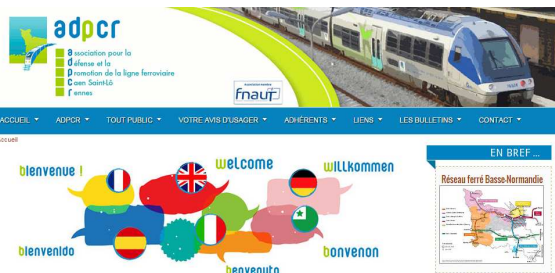 adpcr
association pour la
défense et la
promotion de la ligne ferroviaire
Caen Saint-Lô
rennes
fnaut
ACCUEIL ADPCR TOUT PUBLIC VOTRE AVIS D'USAGER ADHÉRENTS LIENS LES BULLETINS CONTACT
Accueil
EN BREF ...
bienvenue !
welcome
willkommen
Réseau ferré Basse-Normandie
bienvenido
bonvenon
benvenuto